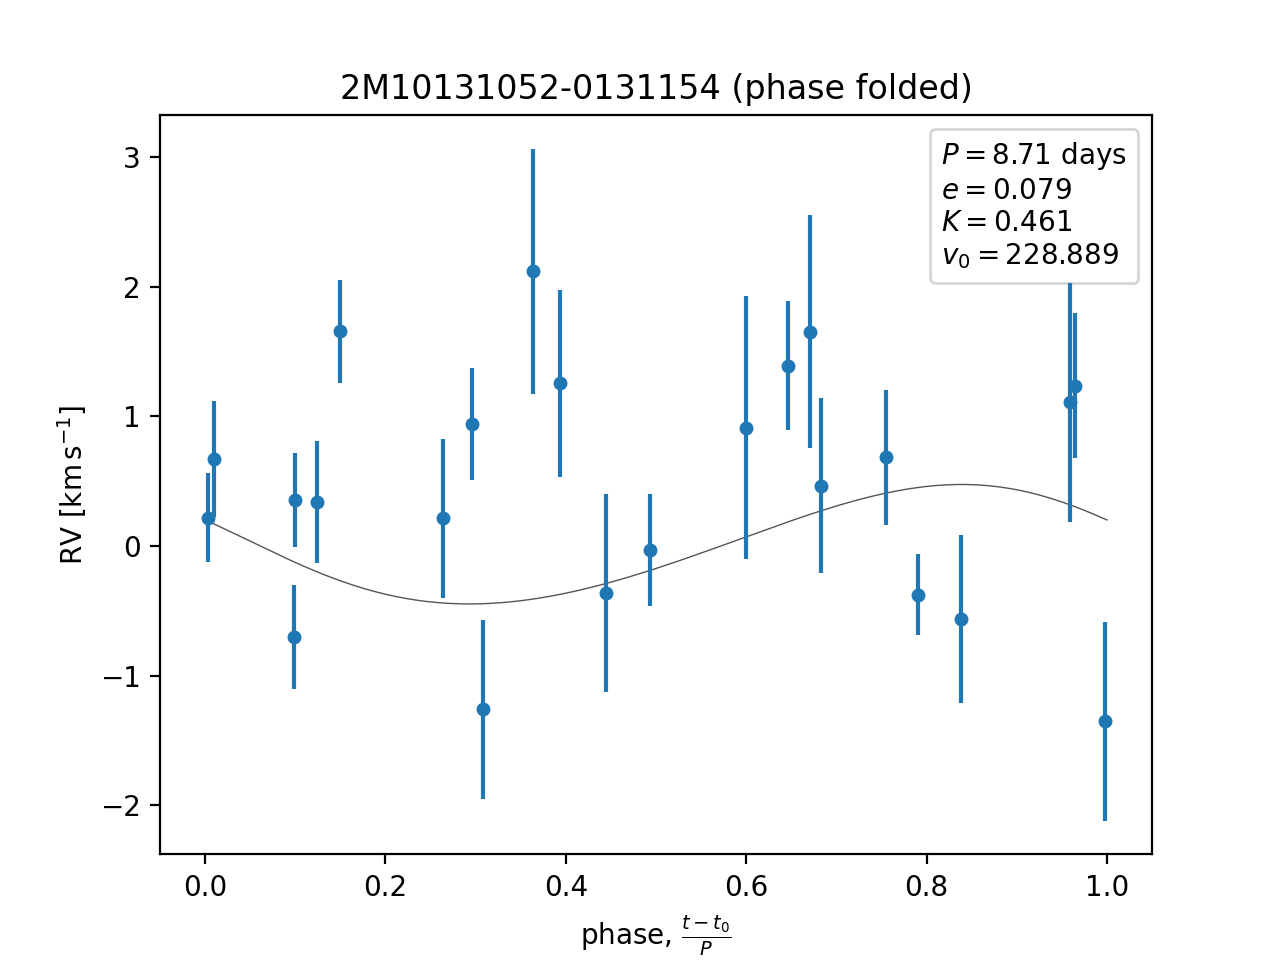 2M10131052-0131154 (phase folded)
P = 8.71 days
e = 0.079
K = 0.461
v₀ = 228.889
3
2
1
0
−1
−2
RV [km s⁻¹]
0.0 0.2 0.4 0.6 0.8 1.0
phase, (t − t₀)/P